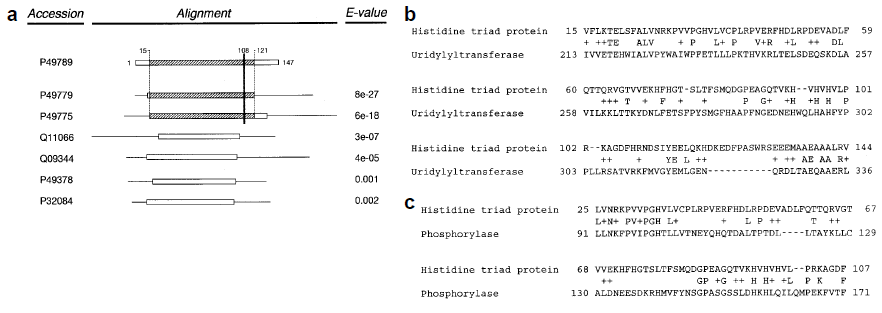 a
Accession Alignment E-value
15 108 121
P49789 1 147
P49779 8e-27
P49775 6e-18
Q11066 3e-07
Q09344 4e-05
P49378 0.001
P32084 0.002
b
Histidine triad protein 15 VFLKTELSFALVNRKPVVPGHVLVCPLRPVERFHDLRPDEVADLF 59
+ ++TE ALV + P L+ P V+R +L ++ DL
Uridylyltransferase 213 IVVETEHWIALVPYWAIWPFETLLLPKTHVKRLTELSDEQSKDLA 257
Histidine triad protein 60 QTTQRVGTVVEKHFHGT-SLTFSMQDGPEAGQTVKH--VHVHVLP 101
+++ T + F + + P G+ H+ +H H P
Uridylyltransferase 258 VILKKLTTKYDNLFETSFPYSMGFHAAPFNGEDNEHWQLHAHFYP 302
Histidine triad protein 102 R--KAGDFHRNDSIYEELQKHDKEDFPASWRSEEEMAAEAAALRV 144
++ + YE L ++ + ++ AE AA R+
Uridylyltransferase 303 PLLRSATVRKFMVGYEMLGEN-----------QRDLTAEQAAERL 336
c
Histidine triad protein 25 LVNRKPVVPGHVLVCPLRPVERFHDLRPDEVADLFQTTQRVGT 67
L+N+ PV+PGH L+ + L P ++ T ++
Phosphorylase 91 LLNKFPVIPGHTLLVTNEYQHQTDALTPTDL----LTAYKLLC 129
Histidine triad protein 68 VVEKHFHGTSLTFSMQDGPEAGQTVKHVHVHVL--PRKAGDF 107
++ GP +G ++ H H+ +L P K F
Phosphorylase 130 ALDNEESDKRHMVFYNSGPASGSSLDHKHLQILQMPEKFVTF 171